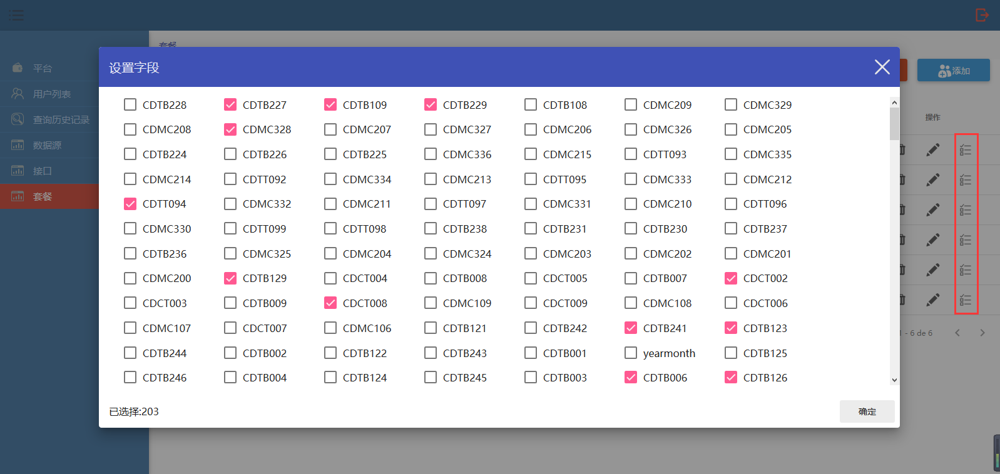 套餐
设置字段
平台
用户列表
查询历史记录
数据源
接口
套餐
添加
操作
CDTB228 CDTB227 CDTB109 CDTB229 CDTB108 CDMC209 CDMC329
CDMC208 CDMC328 CDMC207 CDMC327 CDMC206 CDMC326 CDMC205
CDTB224 CDTB226 CDTB225 CDMC336 CDMC215 CDTT093 CDMC335
CDMC214 CDTT092 CDMC334 CDMC213 CDTT095 CDMC333 CDMC212
CDTT094 CDMC332 CDMC211 CDTT097 CDMC331 CDMC210 CDTT096
CDMC330 CDTT099 CDTT098 CDTB238 CDTB231 CDTB230 CDTB237
CDTB236 CDMC325 CDMC204 CDMC324 CDMC203 CDMC202 CDMC201
CDMC200 CDTB129 CDCT004 CDTB008 CDCT005 CDTB007 CDCT002
CDCT003 CDTB009 CDCT008 CDMC109 CDCT009 CDMC108 CDCT006
CDMC107 CDCT007 CDMC106 CDTB121 CDTB242 CDTB241 CDTB123
CDTB244 CDTB002 CDTB122 CDTB243 CDTB001 yearmonth CDTB125
CDTB246 CDTB004 CDTB124 CDTB245 CDTB003 CDTB006 CDTB126
1 - 6 de 6
已选择:203
确定